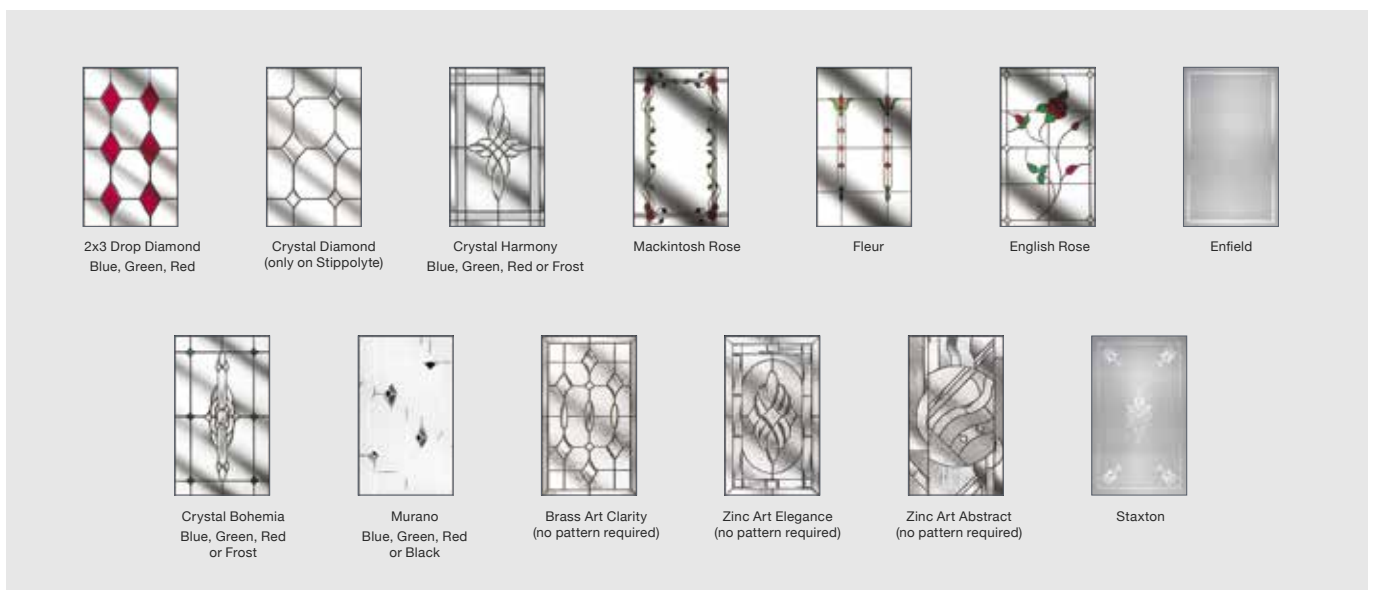 2x3 Drop Diamond
Blue, Green, Red
Crystal Diamond
(only on Stippolyte)
Crystal Harmony
Blue, Green, Red or Frost
Mackintosh Rose
Fleur
English Rose
Enfield
Crystal Bohemia
Blue, Green, Red
or Frost
Murano
Blue, Green, Red
or Black
Brass Art Clarity
(no pattern required)
Zinc Art Elegance
(no pattern required)
Zinc Art Abstract
(no pattern required)
Staxton